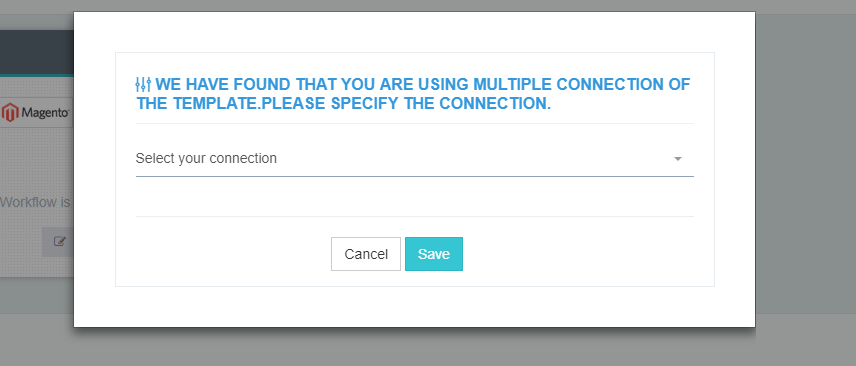 WE HAVE FOUND THAT YOU ARE USING MULTIPLE CONNECTION OF
THE TEMPLATE.PLEASE SPECIFY THE CONNECTION.
Magento
Select your connection
Workflow is
Cancel
Save